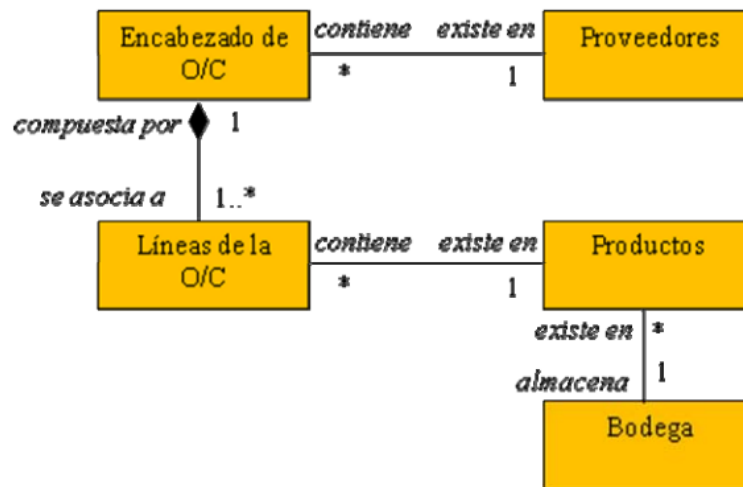 Encabezado de
O/C
contiene
existe en
*
1
Proveedores
compuesta por
1
se asocia a
1..*
Líneas de la
O/C
contiene
existe en
*
1
Productos
existe en
*
almacena
1
Bodega